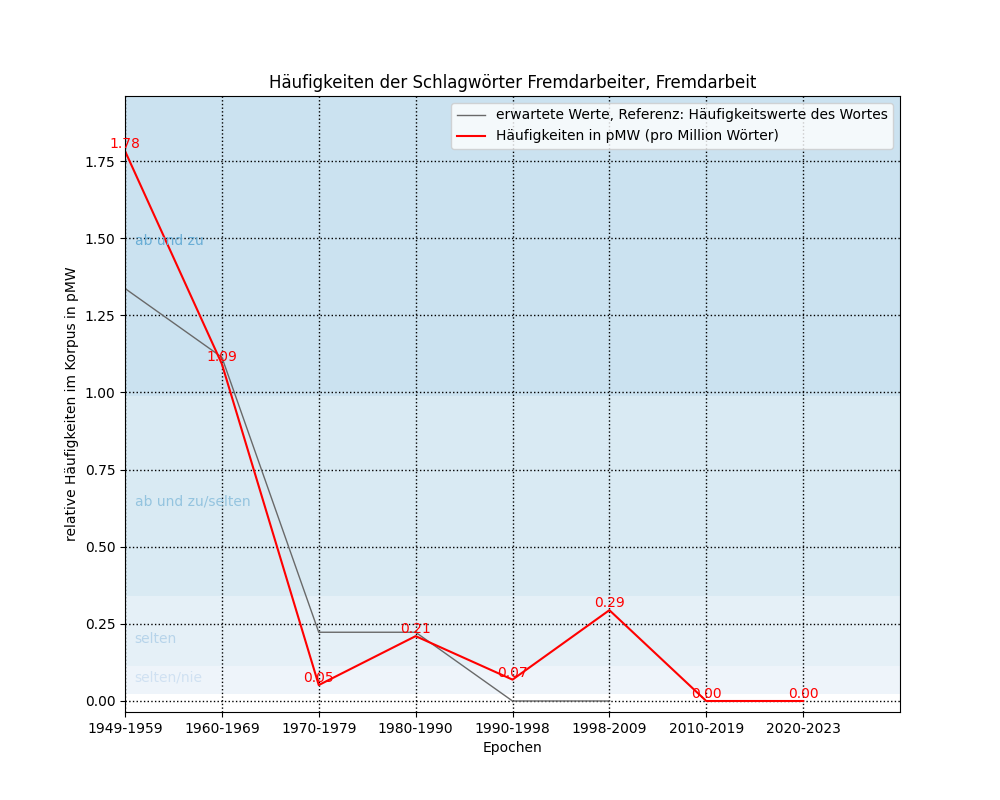 Häufigkeiten der Schlagwörter Fremdarbeiter, Fremdarbeit
erwartete Werte, Referenz: Häufigkeitswerte des Wortes
Häufigkeiten in pMW (pro Million Wörter)
relative Häufigkeiten im Korpus in pMW
1.75
1.50
1.25
1.00
0.75
0.50
0.25
0.00
ab und zu
ab und zu/selten
selten
selten/nie
1.78
1.09
0.05
0.21
0.07
0.29
0.00
0.00
1949-1959
1960-1969
1970-1979
1980-1990
1990-1998
1998-2009
2010-2019
2020-2023
Epochen